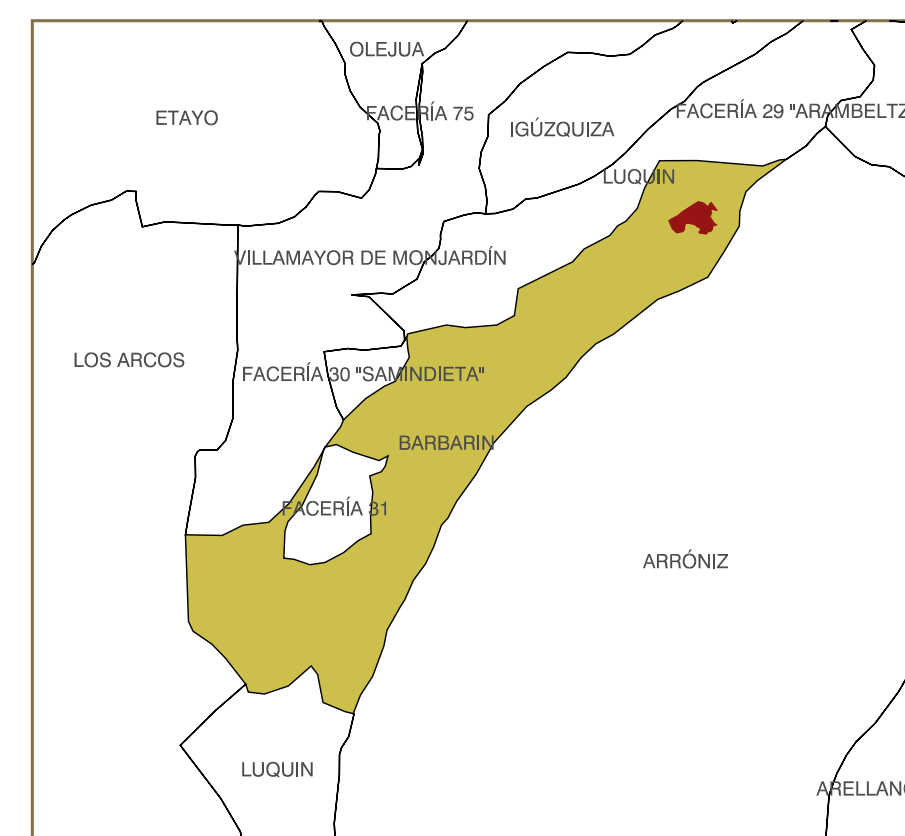 OLEJUA
ETAYO
FACERÍA 75
IGÚZQUIZA
FACERÍA 29 "ARAMBELTZ
LUQUIN
VILLAMAYOR DE MONJARDÍN
LOS ARCOS
FACERÍA 30 "SAMINDIETA"
BARBARIN
FACERÍA 31
ARRÓNIZ
LUQUIN
ARELLANO